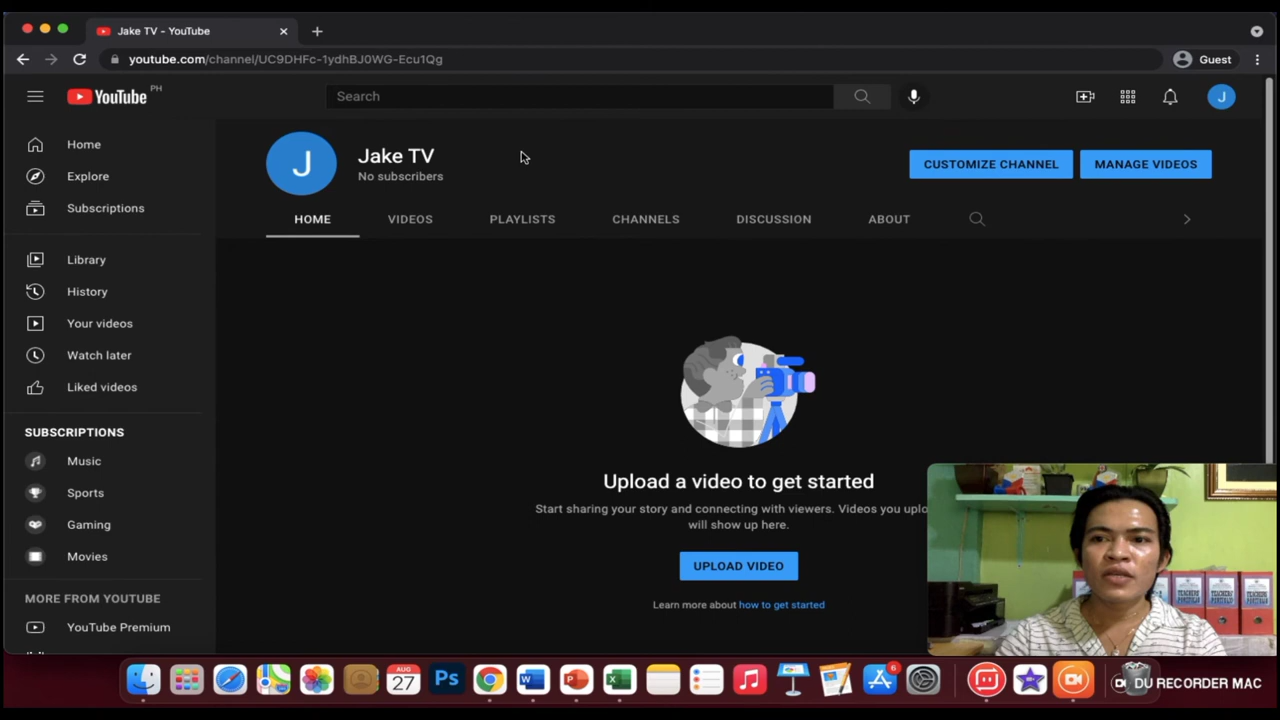 Jake TV - YouTube
youtube.com/channel/UC9DHFc-1ydhBJ0WG-Ecu1Qg
Guest
YouTube PH
Search
J
Home
Explore
Subscriptions
Library
History
Your videos
Watch later
Liked videos
SUBSCRIPTIONS
Music
Sports
Gaming
Movies
MORE FROM YOUTUBE
YouTube Premium
J
Jake TV
No subscribers
CUSTOMIZE CHANNEL
MANAGE VIDEOS
HOME
VIDEOS
PLAYLISTS
CHANNELS
DISCUSSION
ABOUT
Upload a video to get started
Start sharing your story and connecting with viewers. Videos you uplo
will show up here.
UPLOAD VIDEO
Learn more about how to get started
AUG
27
Ps
W
P
X
6
DU RECORDER MAC